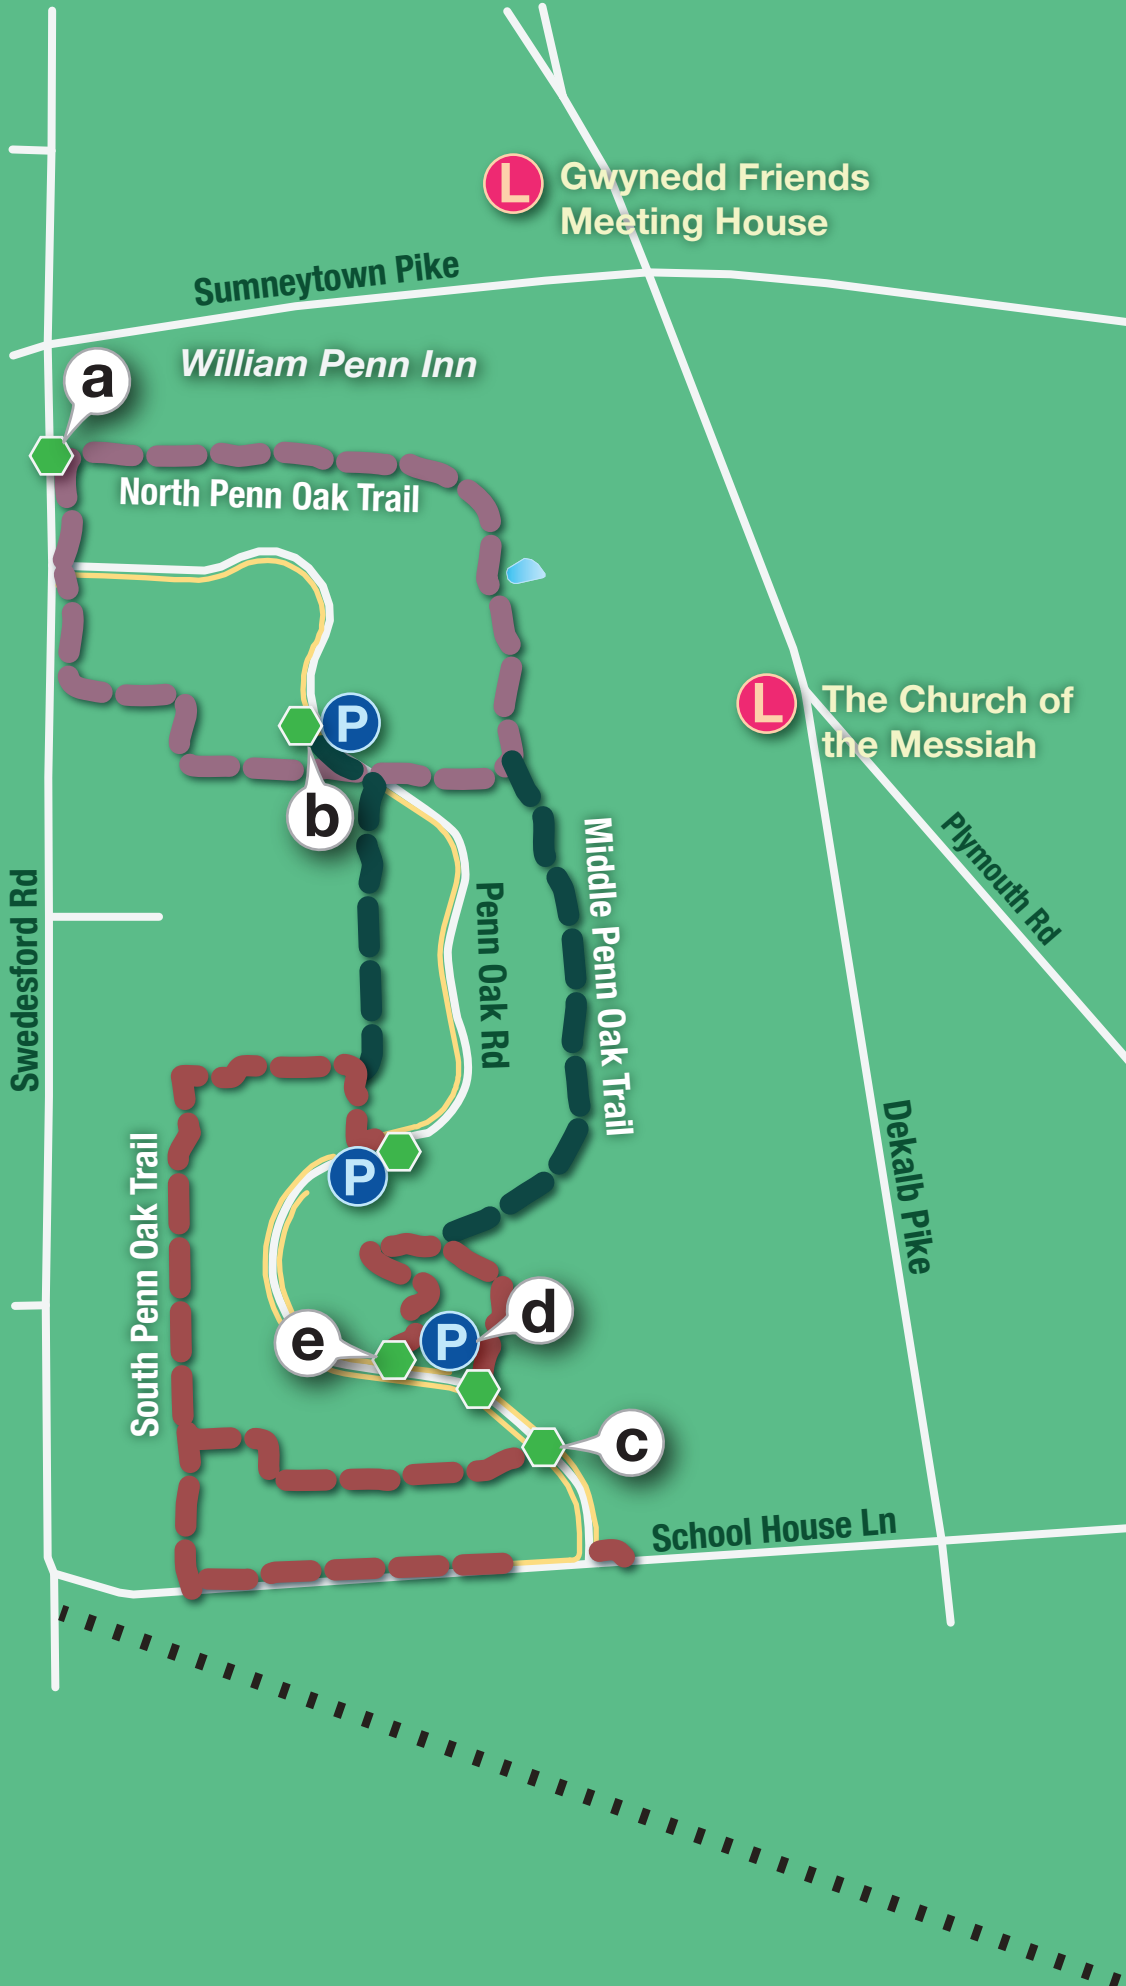 L
Gwynedd Friends
Meeting House
Sumneytown Pike
William Penn Inn
a
North Penn Oak Trail
L
The Church of
the Messiah
P
b
Plymouth Rd
Middle Penn Oak Trail
Penn Oak Rd
Swedesford Rd
Dekalb Pike
South Penn Oak Trail
P
d
P
e
c
School House Ln